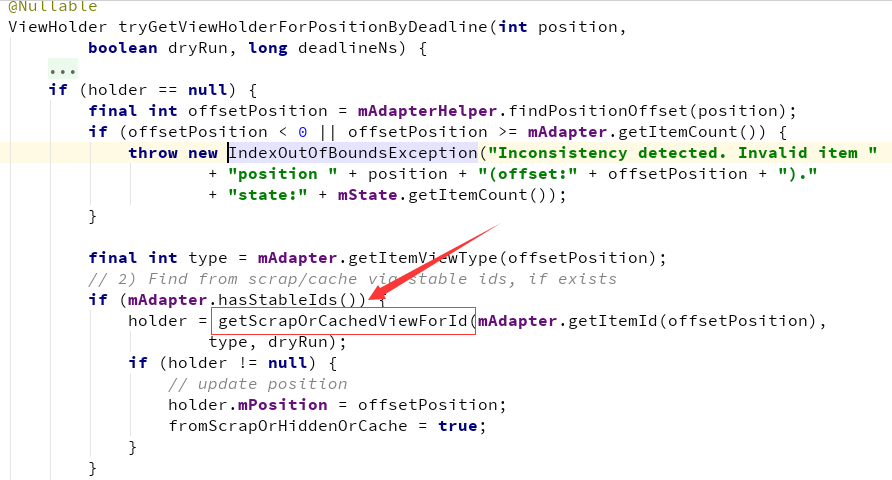 @Nullable
ViewHolder tryGetViewHolderForPositionByDeadline(int position,
        boolean dryRun, long deadlineNs) {
    ...
    if (holder == null) {
        final int offsetPosition = mAdapterHelper.findPositionOffset(position);
        if (offsetPosition < 0 || offsetPosition >= mAdapter.getItemCount()) {
            throw new IndexOutOfBoundsException("Inconsistency detected. Invalid item "
                    + "position " + position + "(offset:" + offsetPosition + ")."
                    + "state:" + mState.getItemCount());
        }
        final int type = mAdapter.getItemViewType(offsetPosition);
        // 2) Find from scrap/cache via stable ids, if exists
        if (mAdapter.hasStableIds()) {
            holder = getScrapOrCachedViewForId(mAdapter.getItemId(offsetPosition),
                    type, dryRun);
            if (holder != null) {
                // update position
                holder.mPosition = offsetPosition;
                fromScrapOrHiddenOrCache = true;
            }
        }